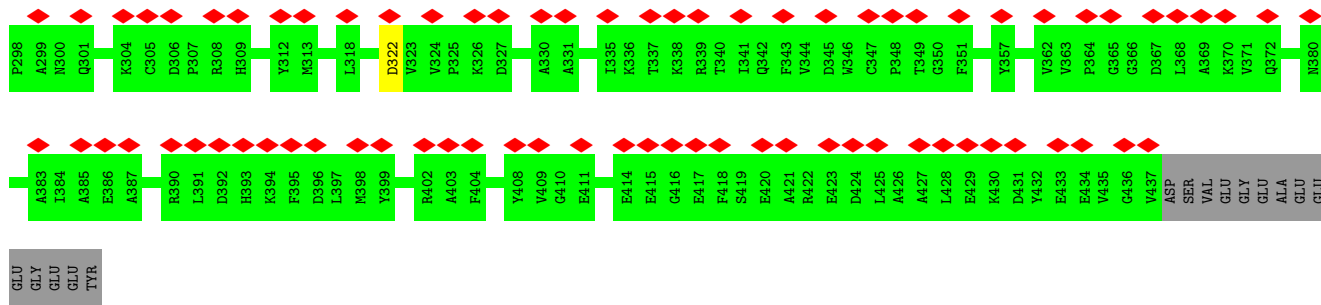 P298 A299 N300 Q301 K304 C305 D306 P307 R308 H309 Y312 M313 L318 D322 V323 V324 P325 K326 D327 A330 A331 I335 K336 T337 K338 R339 T340 I341 Q342 F343 V344 D345 W346 C347 P348 T349 G350 F351 Y357 V362 V363 P364 G365 G366 D367 L368 A369 K370 V371 Q372 N380
A383 I384 A385 E386 A387 R390 L391 D392 H393 K394 F395 D396 L397 M398 Y399 R402 A403 F404 Y408 V409 G410 E411 E414 E415 G416 E417 F418 S419 E420 A421 R422 E423 D424 L425 A426 A427 L428 E429 K430 D431 Y432 E433 E434 V435 G436 V437 ASP SER VAL GLU GLY GLU ALA GLU GLU
GLU GLY GLU GLU TYR